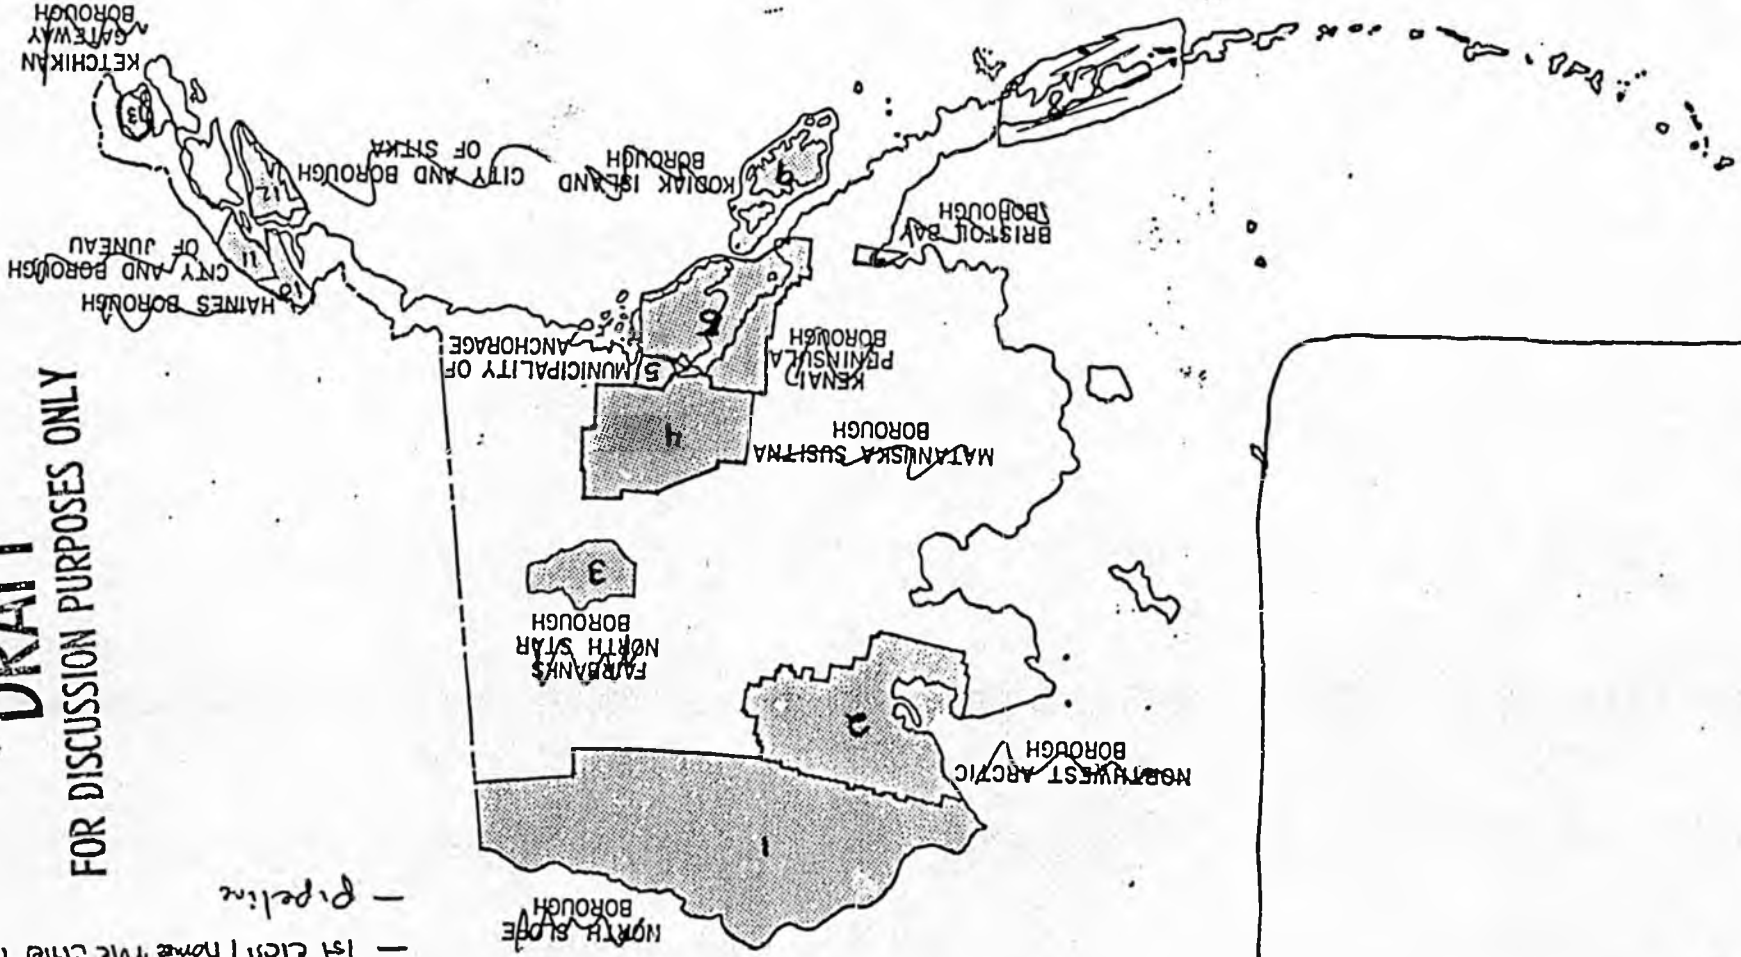 — 1st class / home rule cities
— pipeline
NORTH SLOPE
BOROUGH
1
NORTHWEST ARCTIC
BOROUGH
2
FAIRBANKS
NORTH STAR
BOROUGH
3
MATANUSKA SUSITNA
BOROUGH
4
KENAI
PENINSULA
BOROUGH
MUNICIPALITY OF
ANCHORAGE
5
6
HAINES BOROUGH
10
CITY AND BOROUGH
OF JUNEAU
11
BRISTOL BAY
BOROUGH
KODIAK ISLAND
BOROUGH
9
CITY AND BOROUGH
OF SITKA
12
8
13
KETCHIKAN
GATEWAY
BOROUGH
DRAFT
FOR DISCUSSION PURPOSES ONLY